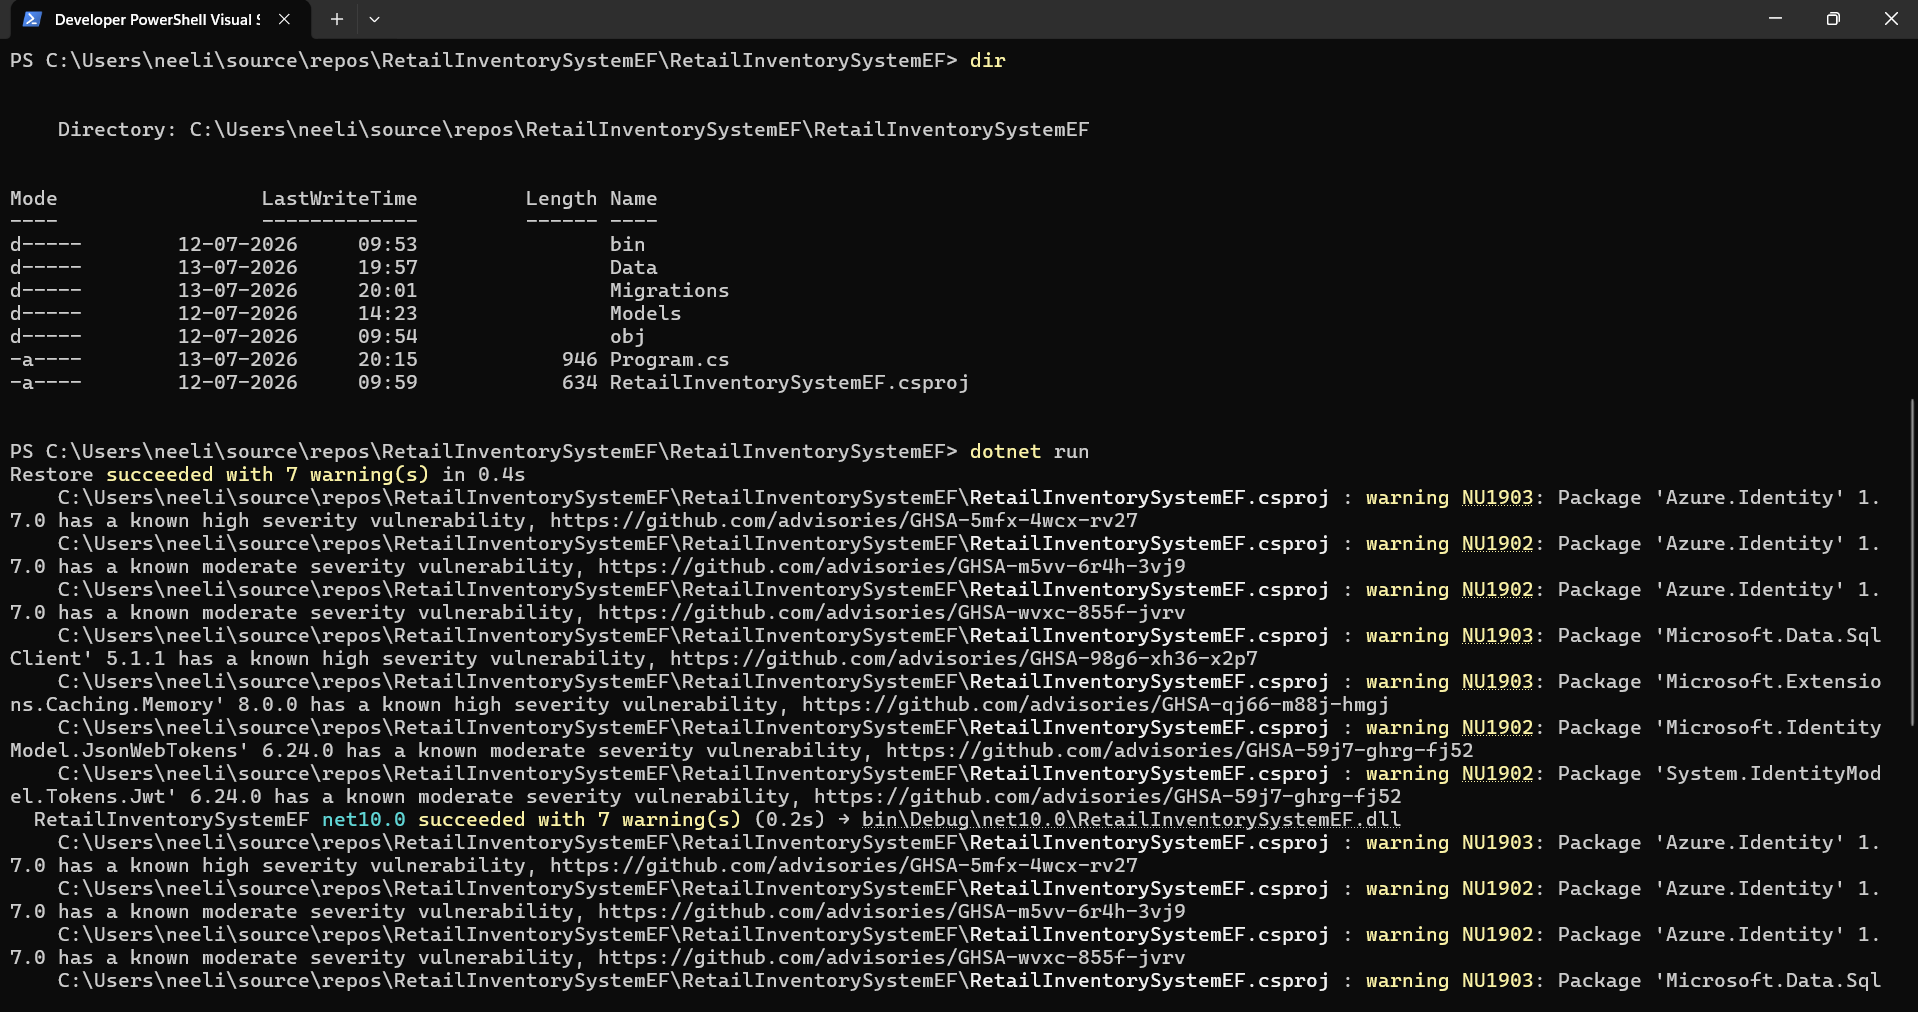 Developer PowerShell Visual S
PS C:\Users\neeli\source\repos\RetailInventorySystemEF\RetailInventorySystemEF> dir
Directory: C:\Users\neeli\source\repos\RetailInventorySystemEF\RetailInventorySystemEF
Mode LastWriteTime Length Name
---- ------------- ------ ----
d----- 12-07-2026 09:53 bin
d----- 13-07-2026 19:57 Data
d----- 13-07-2026 20:01 Migrations
d----- 12-07-2026 14:23 Models
d----- 12-07-2026 09:54 obj
-a---- 13-07-2026 20:15 946 Program.cs
-a---- 12-07-2026 09:59 634 RetailInventorySystemEF.csproj
PS C:\Users\neeli\source\repos\RetailInventorySystemEF\RetailInventorySystemEF> dotnet run
Restore succeeded with 7 warning(s) in 0.4s
C:\Users\neeli\source\repos\RetailInventorySystemEF\RetailInventorySystemEF\RetailInventorySystemEF.csproj : warning NU1903: Package 'Azure.Identity' 1.
7.0 has a known high severity vulnerability, https://github.com/advisories/GHSA-5mfx-4wcx-rv27
C:\Users\neeli\source\repos\RetailInventorySystemEF\RetailInventorySystemEF\RetailInventorySystemEF.csproj : warning NU1902: Package 'Azure.Identity' 1.
7.0 has a known moderate severity vulnerability, https://github.com/advisories/GHSA-m5vv-6r4h-3vj9
C:\Users\neeli\source\repos\RetailInventorySystemEF\RetailInventorySystemEF\RetailInventorySystemEF.csproj : warning NU1902: Package 'Azure.Identity' 1.
7.0 has a known moderate severity vulnerability, https://github.com/advisories/GHSA-wvxc-855f-jvrv
C:\Users\neeli\source\repos\RetailInventorySystemEF\RetailInventorySystemEF\RetailInventorySystemEF.csproj : warning NU1903: Package 'Microsoft.Data.Sql
Client' 5.1.1 has a known high severity vulnerability, https://github.com/advisories/GHSA-98g6-xh36-x2p7
C:\Users\neeli\source\repos\RetailInventorySystemEF\RetailInventorySystemEF\RetailInventorySystemEF.csproj : warning NU1903: Package 'Microsoft.Extensio
ns.Caching.Memory' 8.0.0 has a known high severity vulnerability, https://github.com/advisories/GHSA-qj66-m88j-hmgj
C:\Users\neeli\source\repos\RetailInventorySystemEF\RetailInventorySystemEF\RetailInventorySystemEF.csproj : warning NU1902: Package 'Microsoft.Identity
Model.JsonWebTokens' 6.24.0 has a known moderate severity vulnerability, https://github.com/advisories/GHSA-59j7-ghrg-fj52
C:\Users\neeli\source\repos\RetailInventorySystemEF\RetailInventorySystemEF\RetailInventorySystemEF.csproj : warning NU1902: Package 'System.IdentityMod
el.Tokens.Jwt' 6.24.0 has a known moderate severity vulnerability, https://github.com/advisories/GHSA-59j7-ghrg-fj52
RetailInventorySystemEF net10.0 succeeded with 7 warning(s) (0.2s) → bin\Debug\net10.0\RetailInventorySystemEF.dll
C:\Users\neeli\source\repos\RetailInventorySystemEF\RetailInventorySystemEF\RetailInventorySystemEF.csproj : warning NU1903: Package 'Azure.Identity' 1.
7.0 has a known high severity vulnerability, https://github.com/advisories/GHSA-5mfx-4wcx-rv27
C:\Users\neeli\source\repos\RetailInventorySystemEF\RetailInventorySystemEF\RetailInventorySystemEF.csproj : warning NU1902: Package 'Azure.Identity' 1.
7.0 has a known moderate severity vulnerability, https://github.com/advisories/GHSA-m5vv-6r4h-3vj9
C:\Users\neeli\source\repos\RetailInventorySystemEF\RetailInventorySystemEF\RetailInventorySystemEF.csproj : warning NU1902: Package 'Azure.Identity' 1.
7.0 has a known moderate severity vulnerability, https://github.com/advisories/GHSA-wvxc-855f-jvrv
C:\Users\neeli\source\repos\RetailInventorySystemEF\RetailInventorySystemEF\RetailInventorySystemEF.csproj : warning NU1903: Package 'Microsoft.Data.Sql